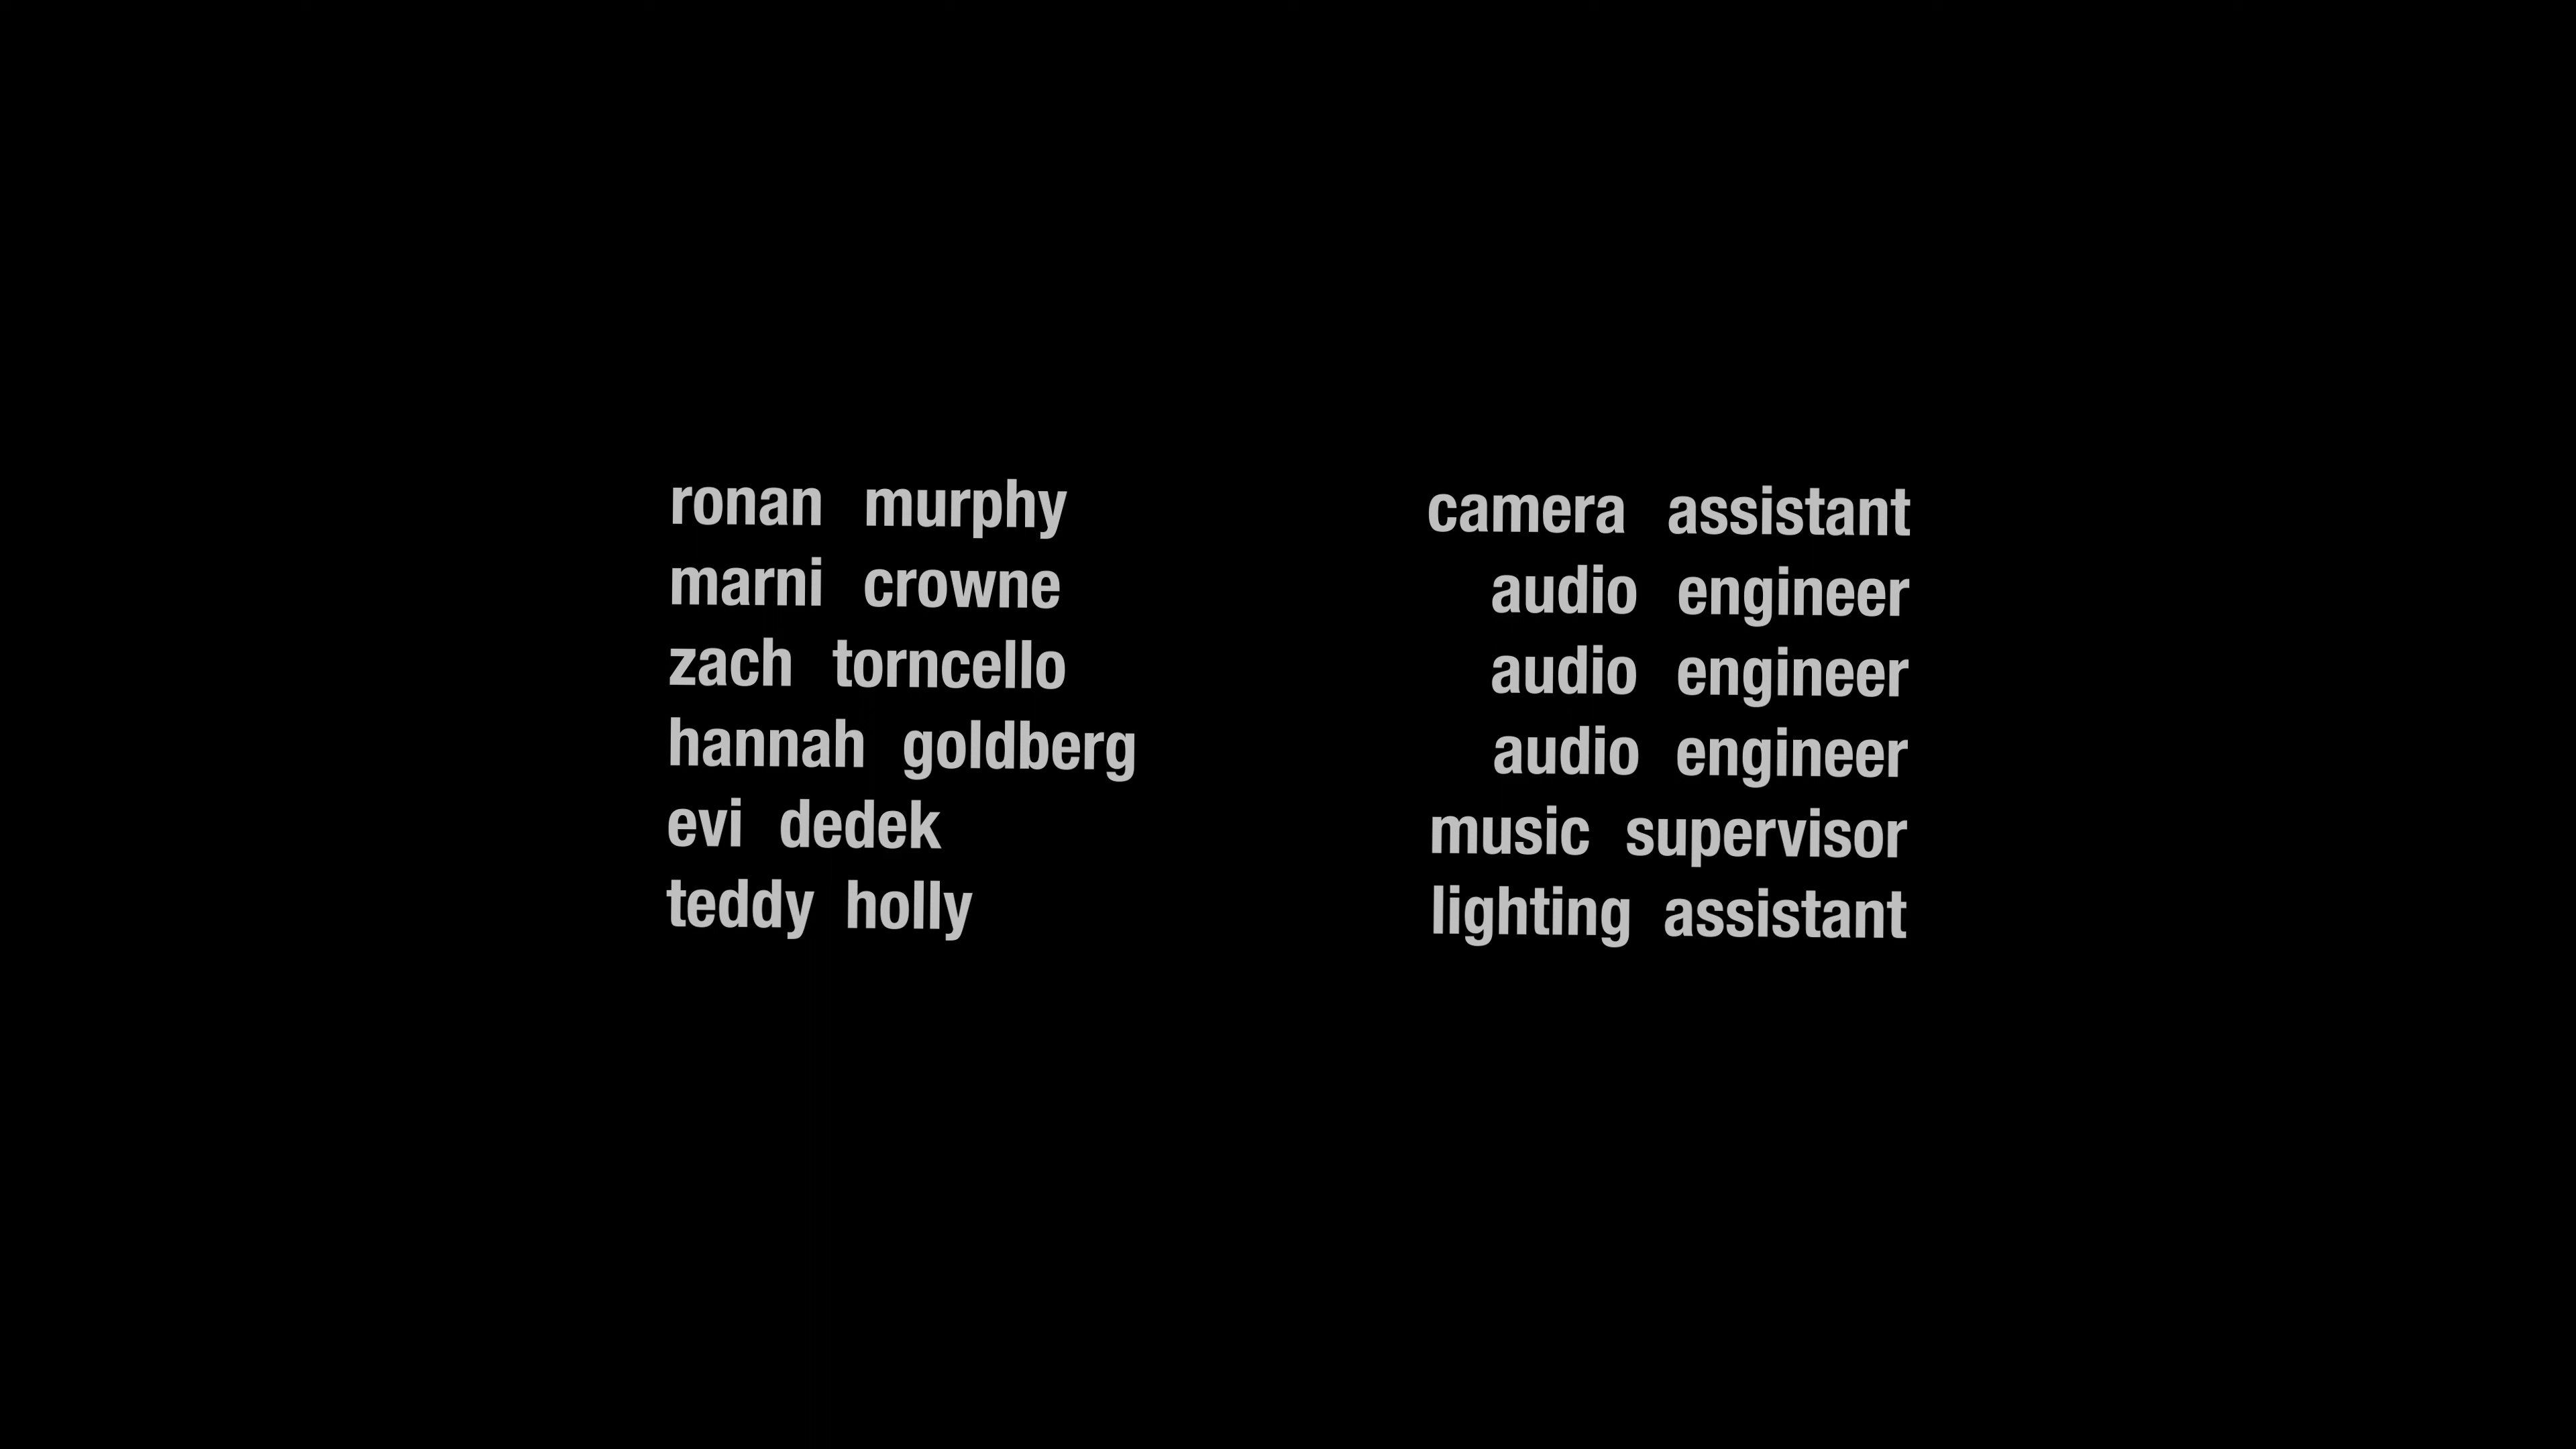 ronan murphy camera assistant
marni crowne audio engineer
zach torncello audio engineer
hannah goldberg audio engineer
evi dedek music supervisor
teddy holly lighting assistant